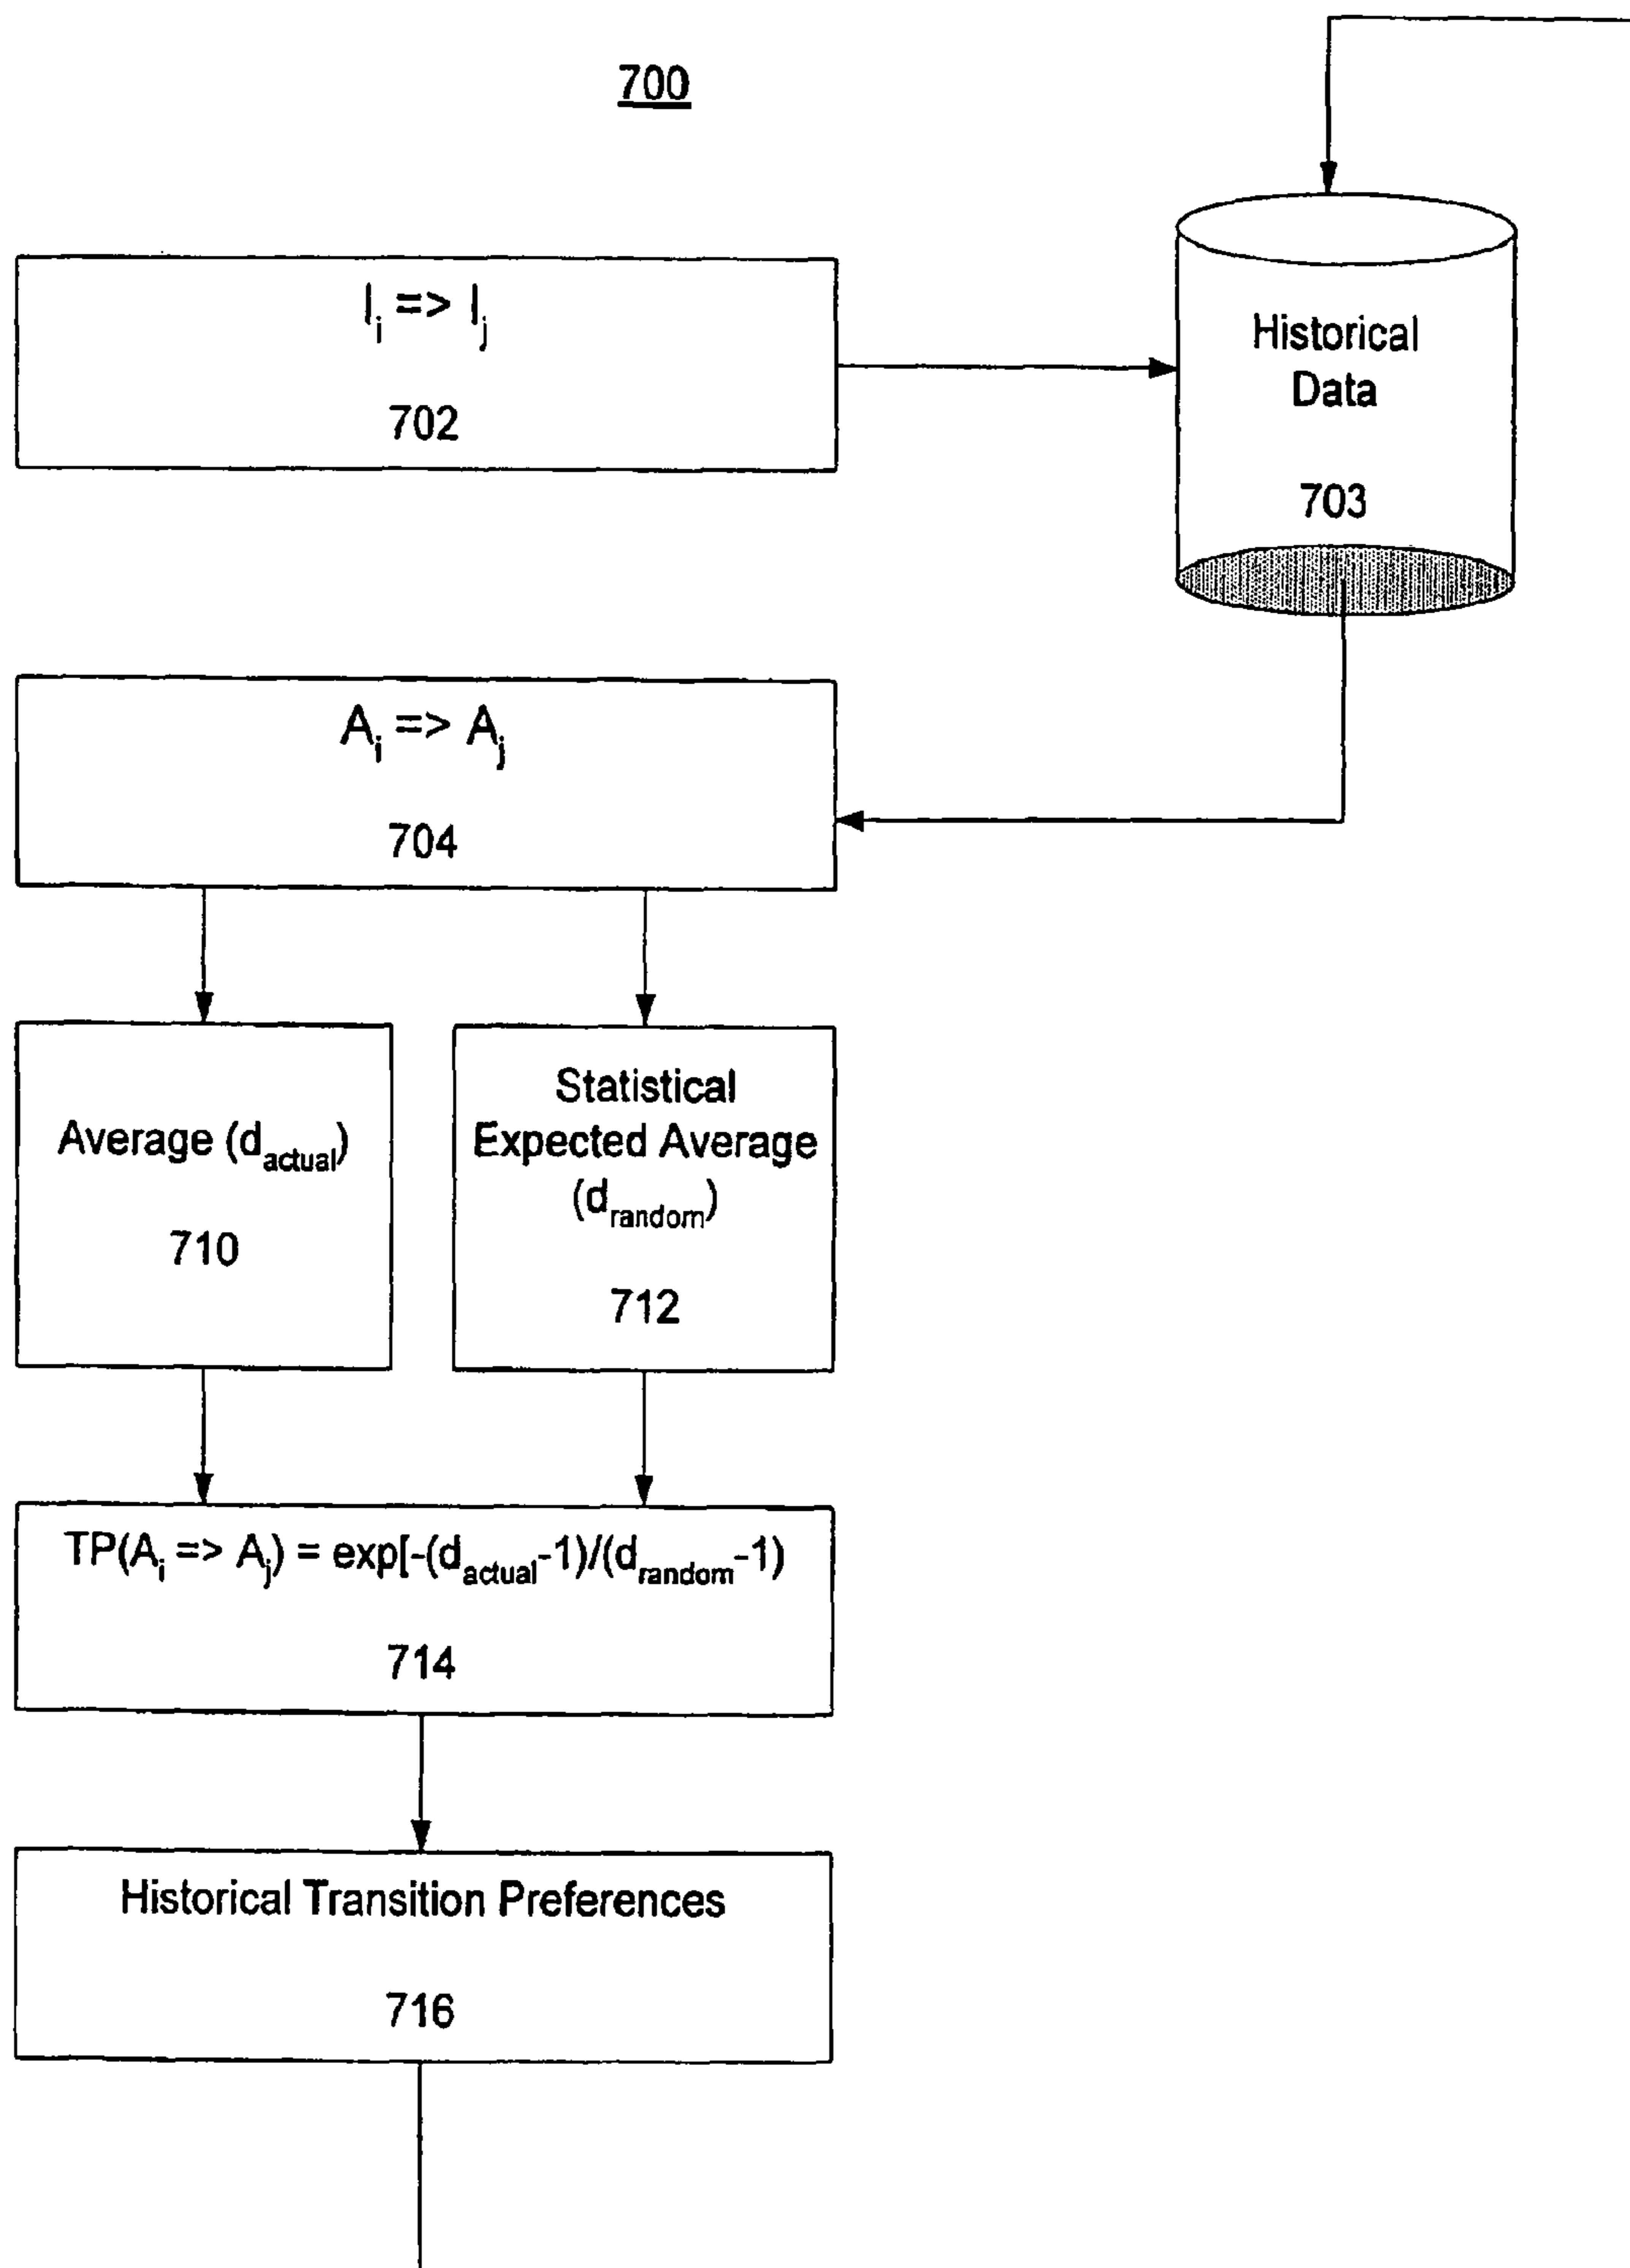 700
I_i => I_j
702
Historical
Data
703
A_i => A_j
704
Average (d_actual)
710
Statistical
Expected Average
(d_random)
712
TP(A_i => A_j) = exp[-(d_actual-1)/(d_random-1)
714
Historical Transition Preferences
716